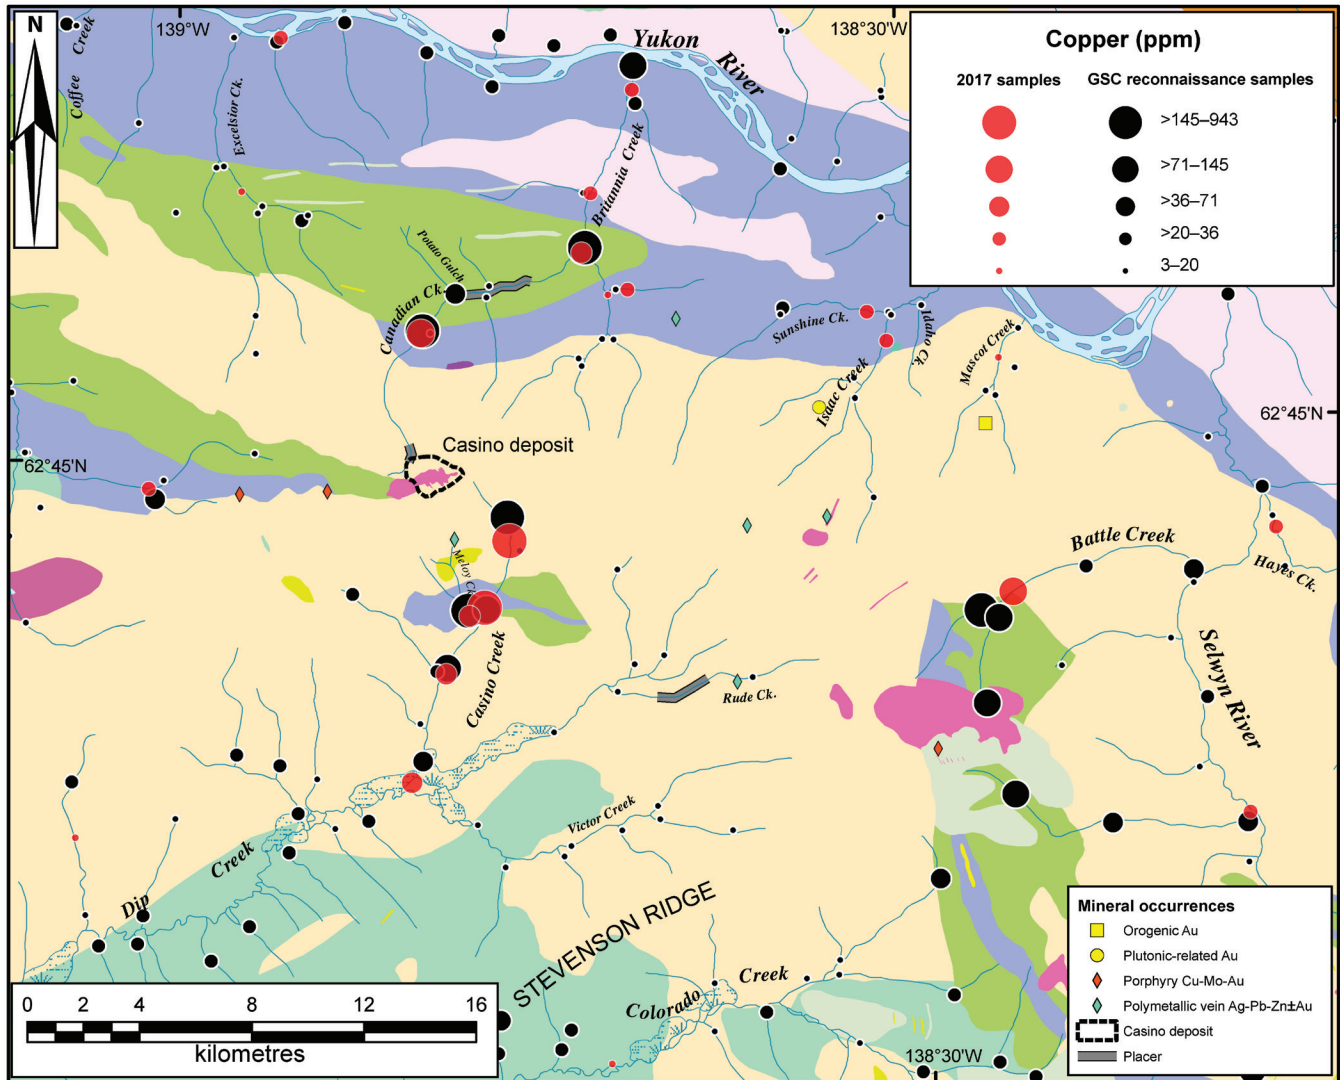 N
139°W
138°30'W
Coffee Creek
Excelsior Ck.
Yukon River
Britannia Creek
Potato Gulch
Canadian Ck.
Sunshine Ck.
Idaho Ck.
Isaac Creek
Mascot Creek
62°45'N
62°45'N
Casino deposit
Meloy Ck.
Casino Creek
Battle Creek
Hayes Ck.
Selwyn River
Rude Ck.
Victor Creek
Dip Creek
STEVENSON RIDGE
Colorado Creek
138°30'W
Copper (ppm)
2017 samples GSC reconnaissance samples
>145–943
>71–145
>36–71
>20–36
3–20
Mineral occurrences
Orogenic Au
Plutonic-related Au
Porphyry Cu-Mo-Au
Polymetallic vein Ag-Pb-Zn±Au
Casino deposit
Placer
0 2 4 8 12 16
kilometres